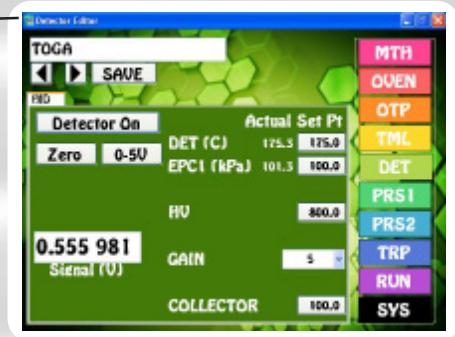 Detector Editor
TOGA
MTH
SAVE
OVEN
OTP
Detector On
Actual Set Pt
TML
DET (C) 175.3 175.0
Zero 0-5V
EPC1 (kPa) 101.3 100.0
DET
PRS1
HV 800.0
PRS2
0.555 981
Signal (V)
GAIN 5
TRP
RUN
COLLECTOR 100.0
SYS